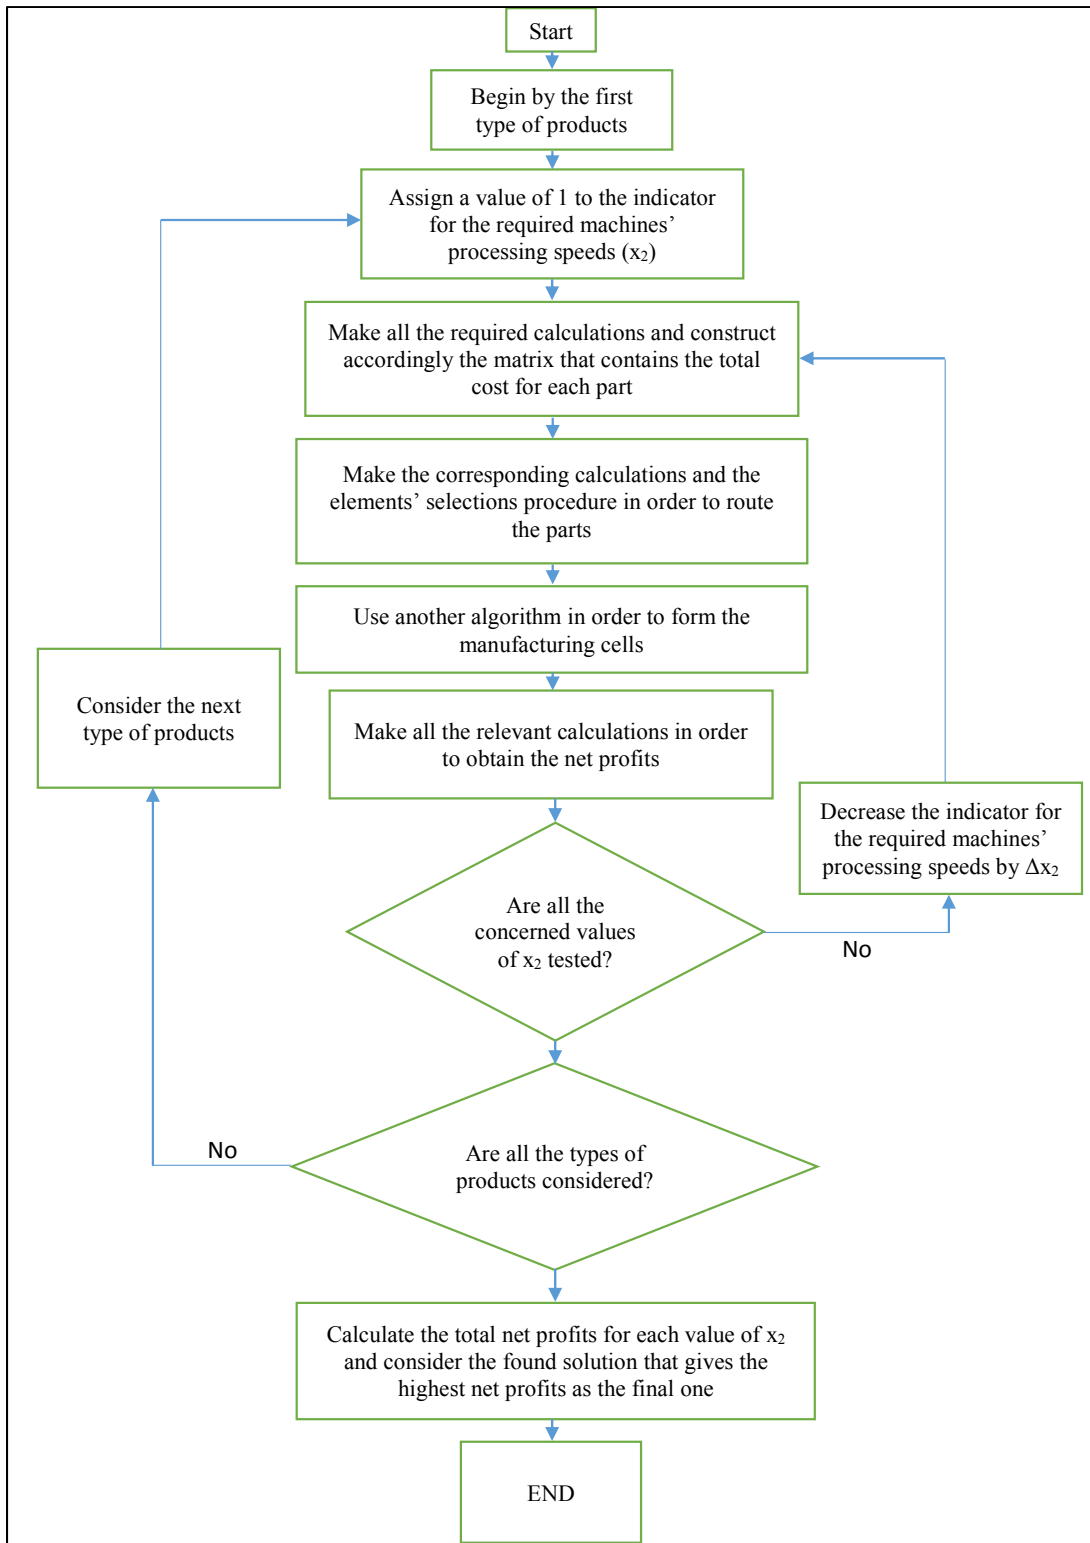 Start
Begin by the first
type of products
Assign a value of 1 to the indicator
for the required machines’
processing speeds (x₂)
Make all the required calculations and construct
accordingly the matrix that contains the total
cost for each part
Make the corresponding calculations and the
elements’ selections procedure in order to route
the parts
Use another algorithm in order to form the
manufacturing cells
Consider the next
type of products
Make all the relevant calculations in order
to obtain the net profits
Decrease the indicator for
the required machines’
processing speeds by Δx₂
Are all the
concerned values
of x₂ tested?
No
No
Are all the types of
products considered?
Calculate the total net profits for each value of x₂
and consider the found solution that gives the
highest net profits as the final one
END